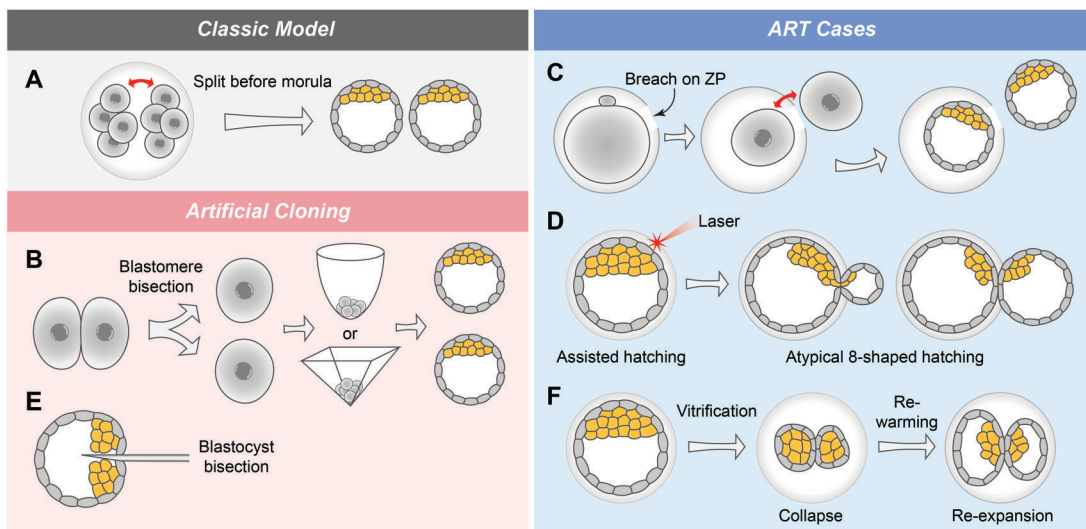 Classic Model
A
Split before morula
Artificial Cloning
B
Blastomere
bisection
or
E
Blastocyst
bisection
ART Cases
C
Breach on ZP
D
Laser
Assisted hatching
Atypical 8-shaped hatching
F
Vitrification
Re-
warming
Collapse
Re-expansion